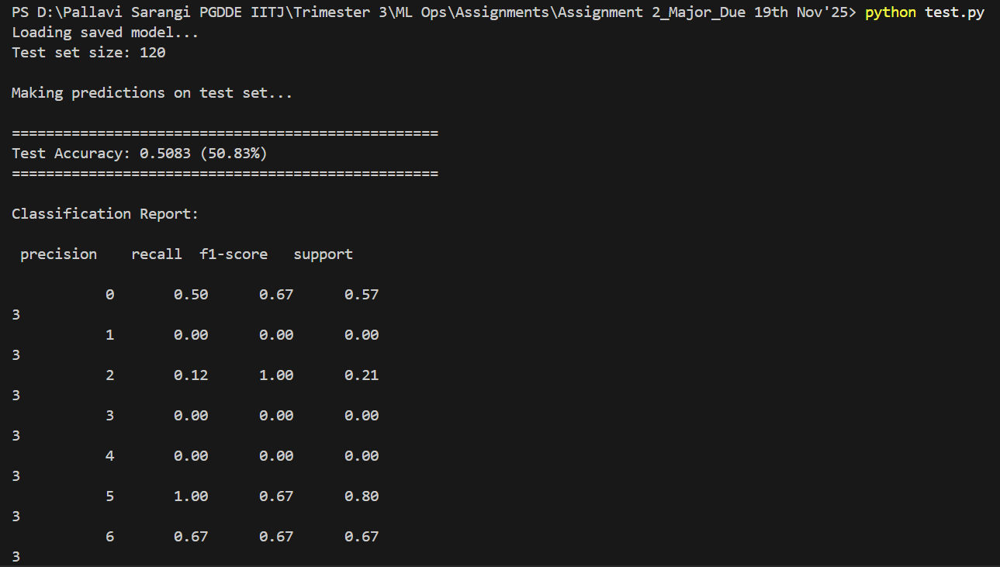 PS D:\Pallavi Sarangi PGDDE IITJ\Trimester 3\ML Ops\Assignments\Assignment 2_Major_Due 19th Nov'25> python test.py
Loading saved model...
Test set size: 120
Making predictions on test set...
==================================================
Test Accuracy: 0.5083 (50.83%)
==================================================
Classification Report:
 precision    recall  f1-score   support
           0       0.50      0.67      0.57
3
           1       0.00      0.00      0.00
3
           2       0.12      1.00      0.21
3
           3       0.00      0.00      0.00
3
           4       0.00      0.00      0.00
3
           5       1.00      0.67      0.80
3
           6       0.67      0.67      0.67
3